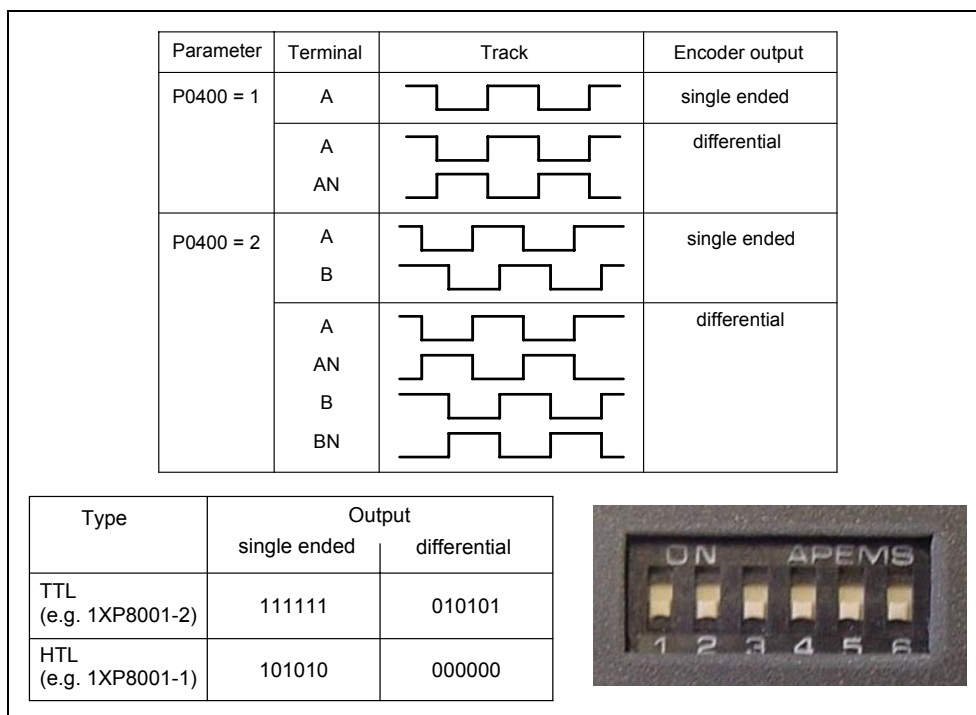 Parameter Terminal Track Encoder output
P0400 = 1 A single ended
A differential
AN
P0400 = 2 A single ended
B
A differential
AN
B
BN
Type Output
single ended differential
TTL
(e.g. 1XP8001-2) 111111 010101
HTL
(e.g. 1XP8001-1) 101010 000000
ON APEMS
1 2 3 4 5 6